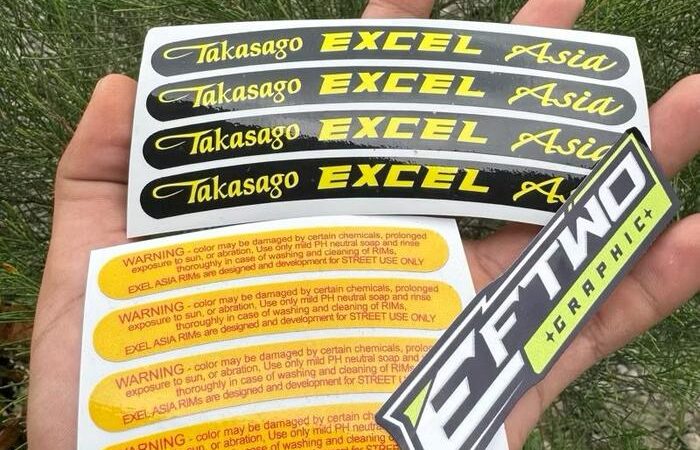 Takasago EXCEL Asia
Takasago EXCEL Asia
Takasago EXCEL Asia
Takasago EXCEL Asia
WARNING - color may be damaged by certain chemicals, prolonged
exposure to sun, or abration. Use only mild PH neutral soap and rinse
thoroughly in case of washing and cleaning of RIMs,
EXEL ASIA RIMs are designed and development for STREET USE ONLY
WARNING - color may be damaged by certain chemicals, prolonged
exposure to sun, or abration, Use only mild PH neutral soap and rinse
thoroughly in case of washing and cleaning of RIMs,
EXEL ASIA RIMs are designed and development for STREET USE ONLY
WARNING - color may be damaged by certain chemicals, prolonged
exposure to sun, or abration, Use only mild PH neutral soap and
thoroughly in case of washing and cleaning of RIMs,
EXEL ASIA RIMs are designed and development for STREET USE
WARNING - color may be damaged by certain chemicals,
exposure to sun, or abration, Use only mild PH neutral
thoroughly in case of washing and cleaning
EFTWO
GRAPHIC